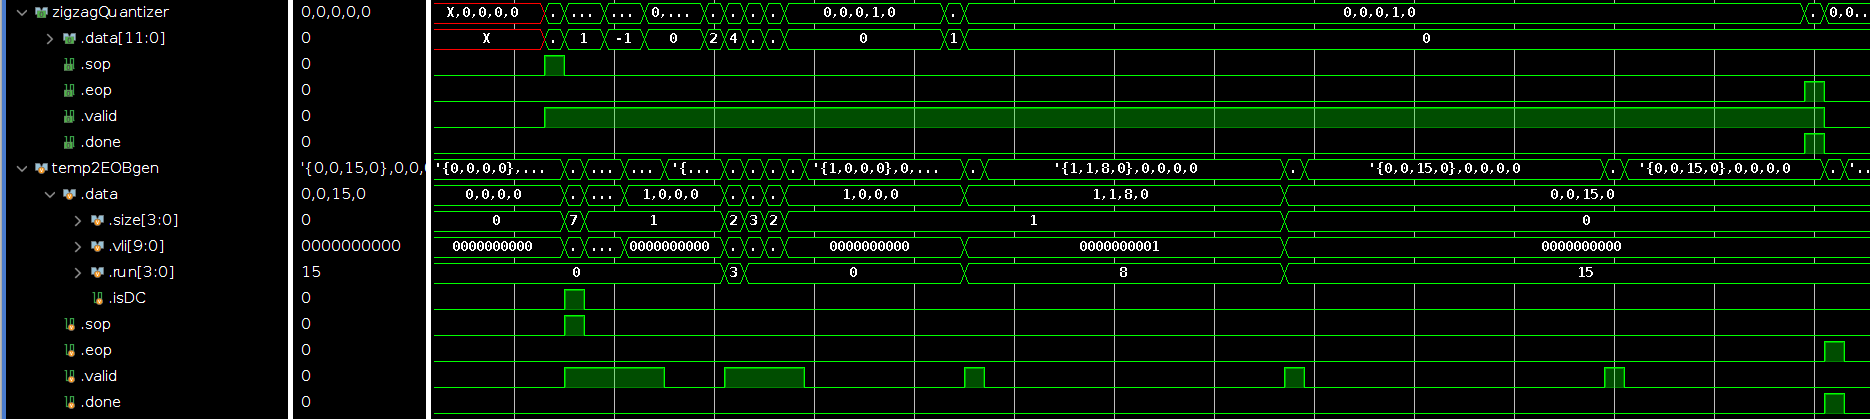 zigzagQuantizer 0,0,0,0,0 X,0,0,0,0 . ... ... 0,... . . . . 0,0,0,1,0 . 0,0,0,1,0 . 0,0..
.data[11:0] 0 X . 1 -1 0 2 4 . . 0 1 0
.sop 0
.eop 0
.valid 0
.done 0
temp2EOBgen '{0,0,15,0},0,0,0 '{0,0,0,0},... . . ... ... '{... . . . . '{1,0,0,0},0,... . '{1,1,8,0},0,0,0,0 . '{0,0,15,0},0,0,0,0 . '{0,0,15,0},0,0,0,0 . '..
.data 0,0,15,0 0,0,0,0 . ... 1,0,0,0 . . . 1,0,0,0 1,1,8,0 0,0,15,0
.size[3:0] 0 0 7 1 2 3 2 1 0
.vli[9:0] 0000000000 0000000000 . ... 0000000000 . . . 0000000000 0000000001 0000000000
.run[3:0] 15 0 3 0 8 15
.isDC 0
.sop 0
.eop 0
.valid 0
.done 0